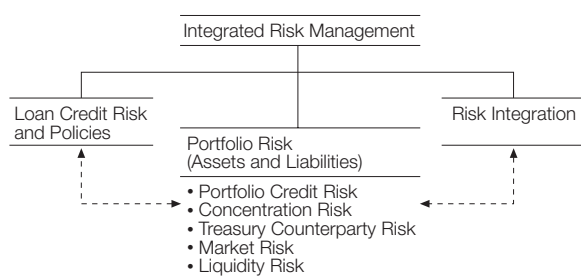 Integrated Risk Management
Loan Credit Risk
and Policies
Portfolio Risk
(Assets and Liabilities)
• Portfolio Credit Risk
• Concentration Risk
• Treasury Counterparty Risk
• Market Risk
• Liquidity Risk
Risk Integration